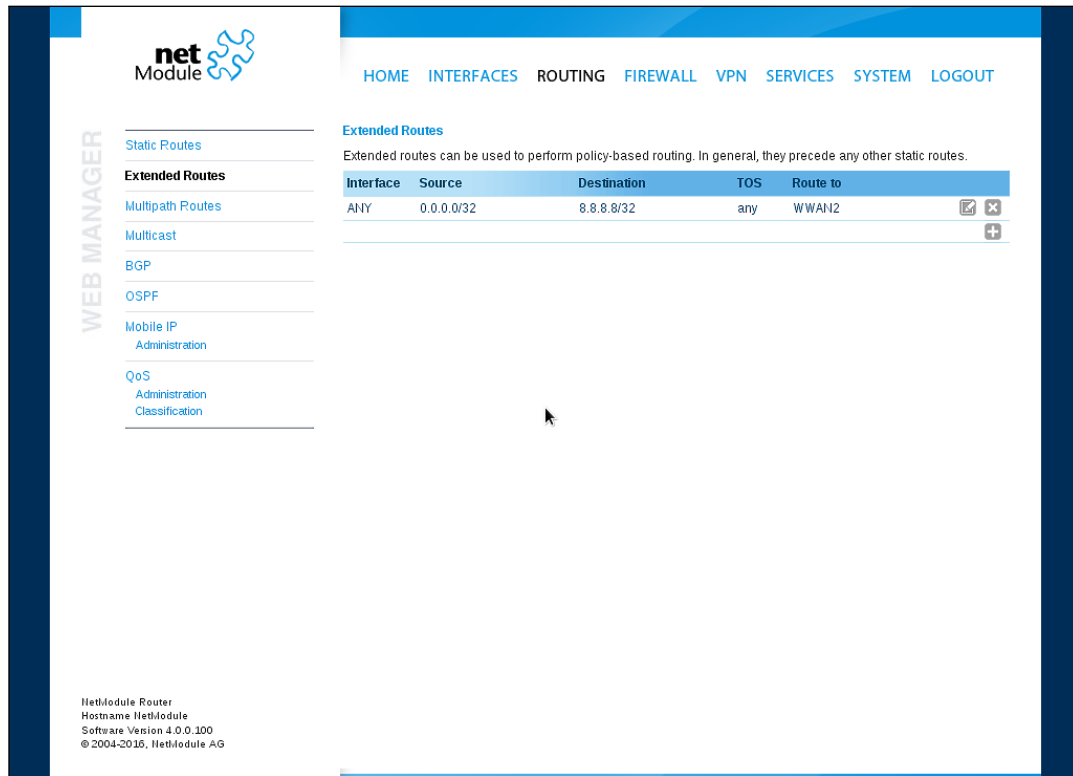 net
Module
HOME INTERFACES ROUTING FIREWALL VPN SERVICES SYSTEM LOGOUT
WEB MANAGER
Static Routes
Extended Routes
Multipath Routes
Multicast
BGP
OSPF
Mobile IP
Administration
QoS
Administration
Classification
Extended Routes
Extended routes can be used to perform policy-based routing. In general, they precede any other static routes.
Interface Source Destination TOS Route to
ANY 0.0.0.0/32 8.8.8.8/32 any WWAN2
NetModule Router
Hostname NetModule
Software Version 4.0.0.100
© 2004-2016, NetModule AG